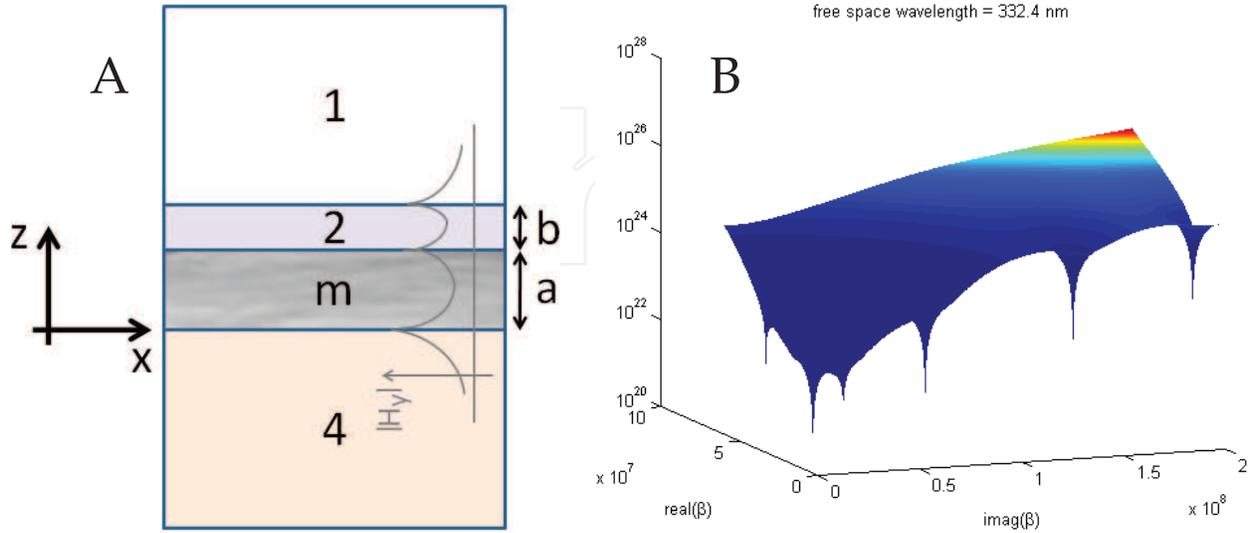 A
1
2
b
m
a
z
x
|Hy|
4
free space wavelength = 332.4 nm
B
10^28
10^26
10^24
10^22
10^20
10
5
0
x 10^7
real(β)
0
0.5
1
1.5
2
x 10^8
imag(β)